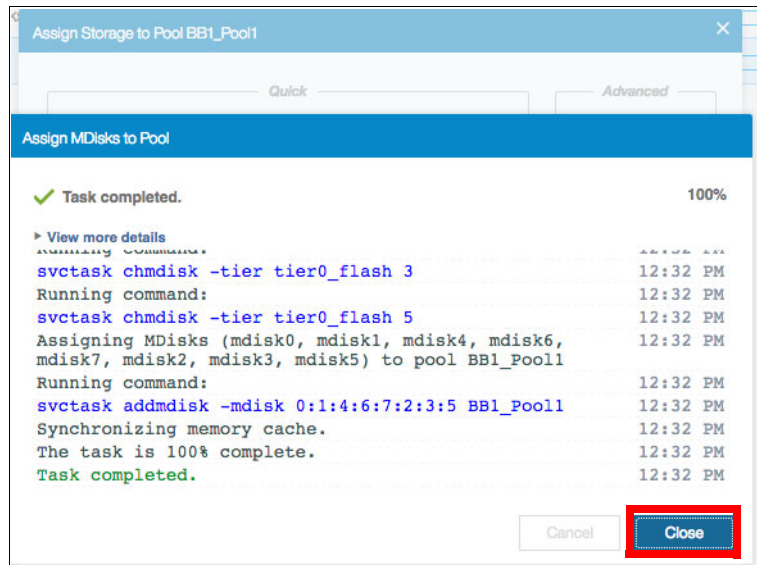 Assign Storage to Pool BB1_Pool1
Quick
Advanced
Assign MDisks to Pool
Task completed.
100%
View more details
Running command:
svctask chmdisk -tier tier0_flash 3 12:32 PM
Running command: 12:32 PM
svctask chmdisk -tier tier0_flash 5 12:32 PM
Assigning MDisks (mdisk0, mdisk1, mdisk4, mdisk6, 12:32 PM
mdisk7, mdisk2, mdisk3, mdisk5) to pool BB1_Pool1
Running command: 12:32 PM
svctask addmdisk -mdisk 0:1:4:6:7:2:3:5 BB1_Pool1 12:32 PM
Synchronizing memory cache. 12:32 PM
The task is 100% complete. 12:32 PM
Task completed. 12:32 PM
Cancel
Close